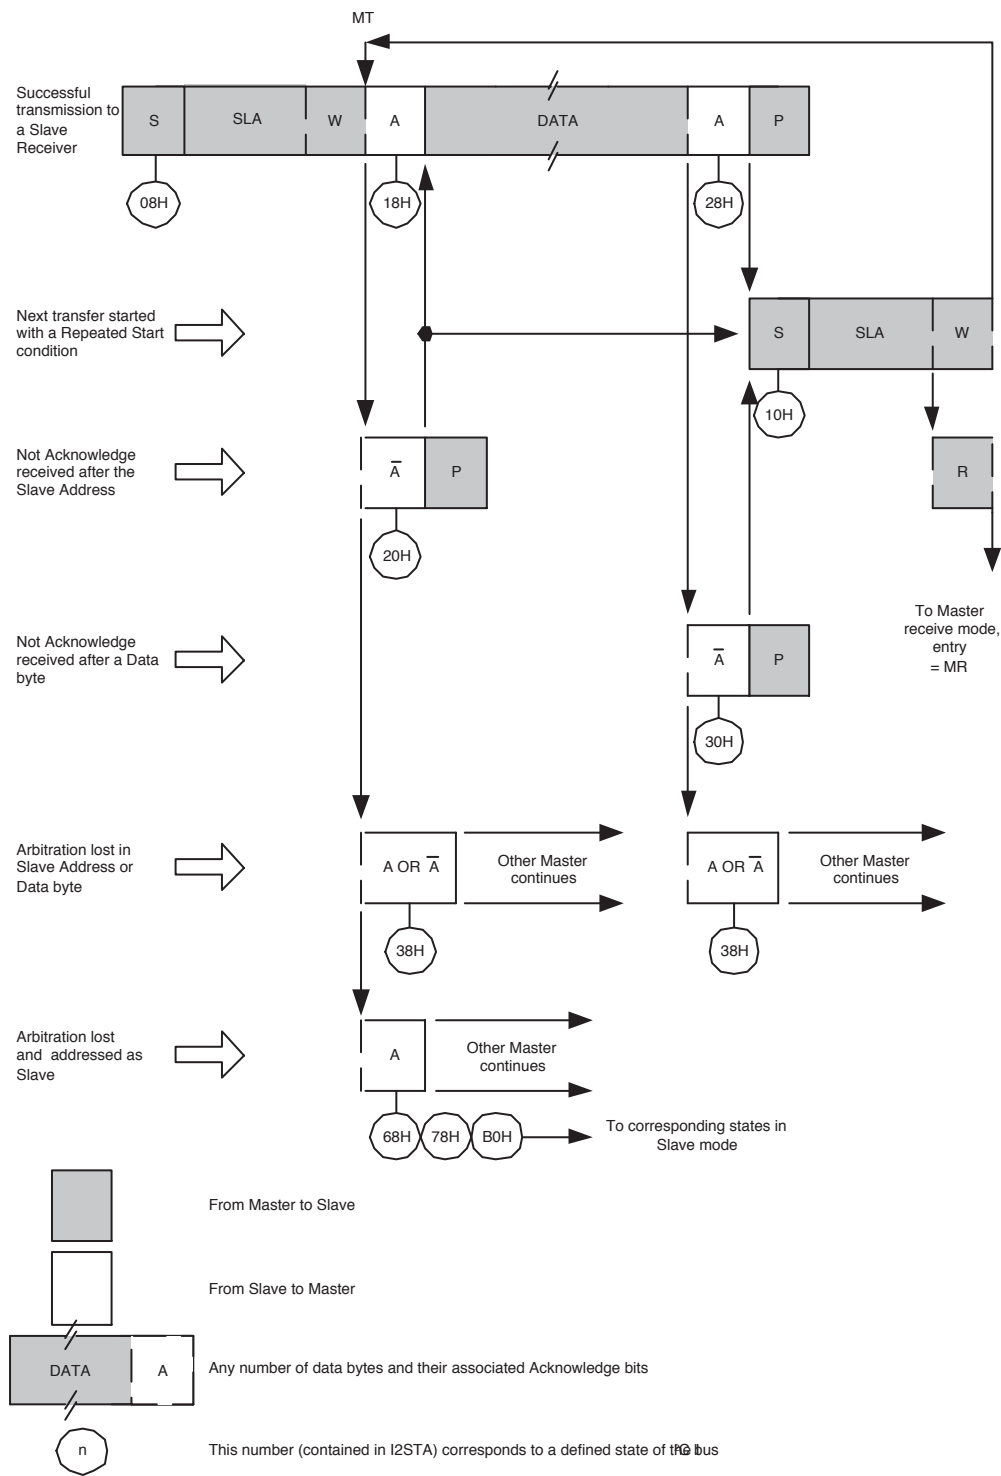 MT
Successful
transmission to
a Slave
Receiver
S SLA W A DATA A P
08H 18H 28H
Next transfer started
with a Repeated Start
condition
S SLA W
10H
Not Acknowledge
received after the
Slave Address
A̅ P
R
20H
To Master
receive mode,
entry
= MR
Not Acknowledge
received after a Data
byte
A̅ P
30H
Arbitration lost in
Slave Address or
Data byte
A OR A̅
Other Master
continues
A OR A̅
Other Master
continues
38H 38H
Arbitration lost
and addressed as
Slave
A
Other Master
continues
68H 78H B0H
To corresponding states in
Slave mode
From Master to Slave
From Slave to Master
DATA A
Any number of data bytes and their associated Acknowledge bits
n
This number (contained in I2STA) corresponds to a defined state of the bus